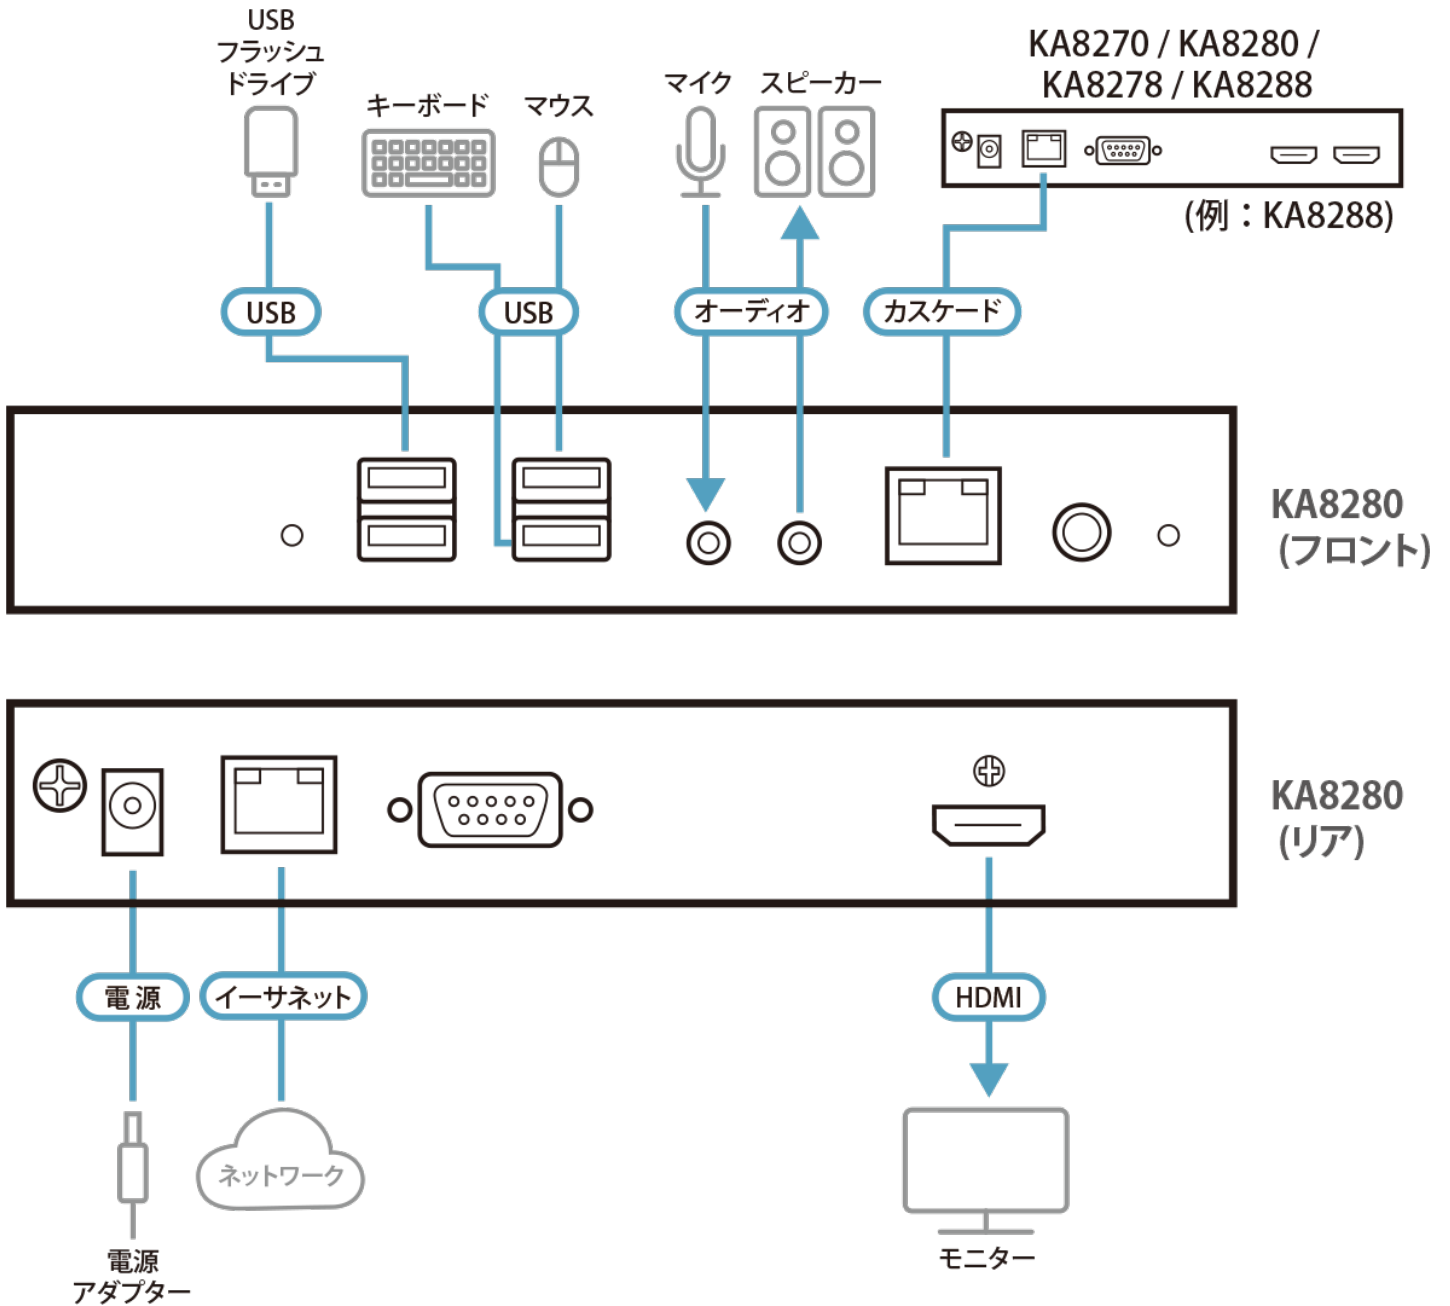 USB
フラッシュ
ドライブ
キーボード
マウス
マイク
スピーカー
KA8270 / KA8280 /
KA8278 / KA8288
(例：KA8288)
USB
USB
オーディオ
カスケード
KA8280
(フロント)
KA8280
(リア)
電源
イーサネット
HDMI
ネットワーク
電源
アダプター
モニター